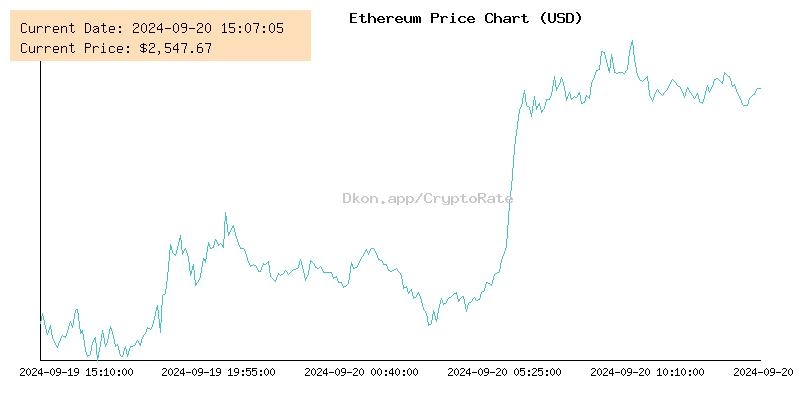 Ethereum Price Chart (USD)
Current Date: 2024-09-20 15:07:05
Current Price: $2,547.67
Dkon.app/CryptoRate
2024-09-19 15:10:00 2024-09-19 19:55:00 2024-09-20 00:40:00 2024-09-20 05:25:00 2024-09-20 10:10:00 2024-09-20